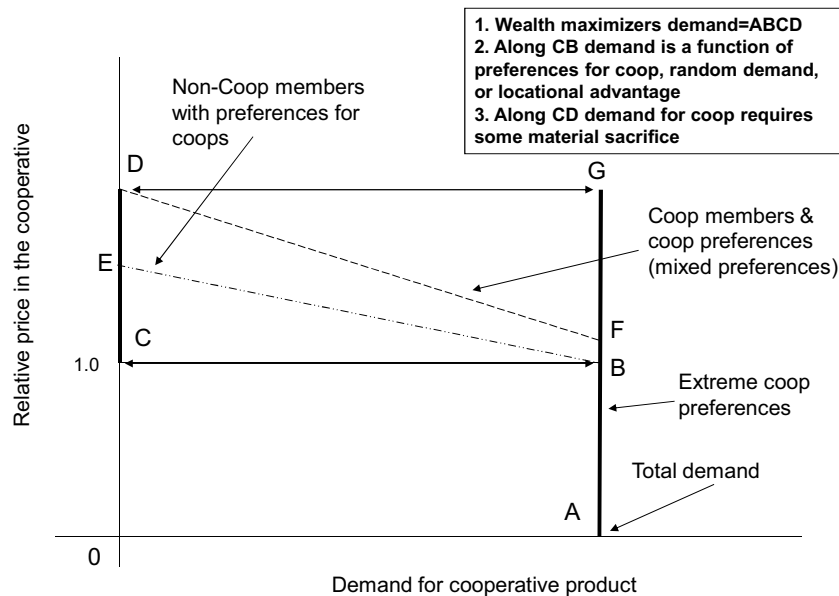 1. Wealth maximizers demand=ABCD
2. Along CB demand is a function of
preferences for coop, random demand,
or locational advantage
3. Along CD demand for coop requires
some material sacrifice
Non-Coop members
with preferences for
coops
D
G
Coop members &
coop preferences
(mixed preferences)
E
F
C
1.0
B
Extreme coop
preferences
Total demand
A
0
Relative price in the cooperative
Demand for cooperative product